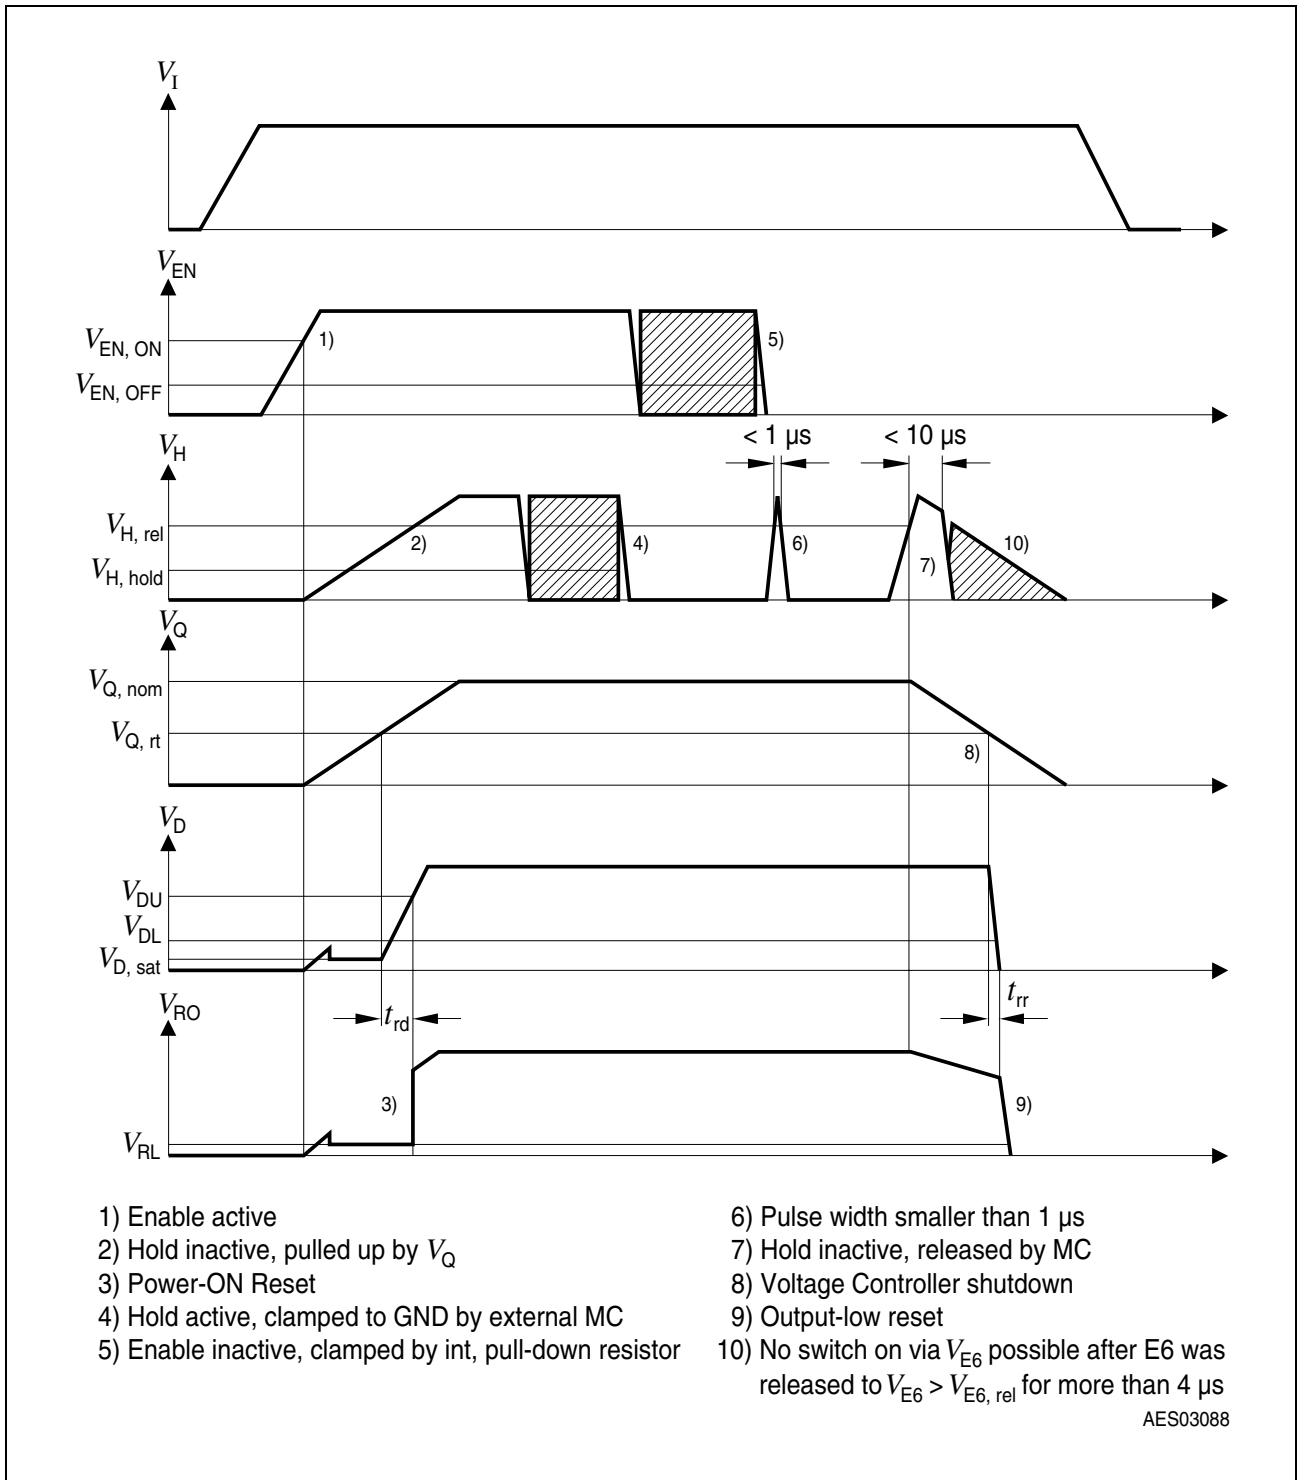 V_I
V_EN
V_EN, ON
1)
5)
V_EN, OFF
V_H
< 1 µs
< 10 µs
V_H, rel
2)
4)
6)
7)
10)
V_H, hold
V_Q
V_Q, nom
V_Q, rt
8)
V_D
V_DU
V_DL
V_D, sat
V_RO
t_rd
t_rr
3)
9)
V_RL
1) Enable active
2) Hold inactive, pulled up by V_Q
3) Power-ON Reset
4) Hold active, clamped to GND by external MC
5) Enable inactive, clamped by int, pull-down resistor
6) Pulse width smaller than 1 µs
7) Hold inactive, released by MC
8) Voltage Controller shutdown
9) Output-low reset
10) No switch on via V_E6 possible after E6 was
released to V_E6 > V_E6, rel for more than 4 µs
AES03088